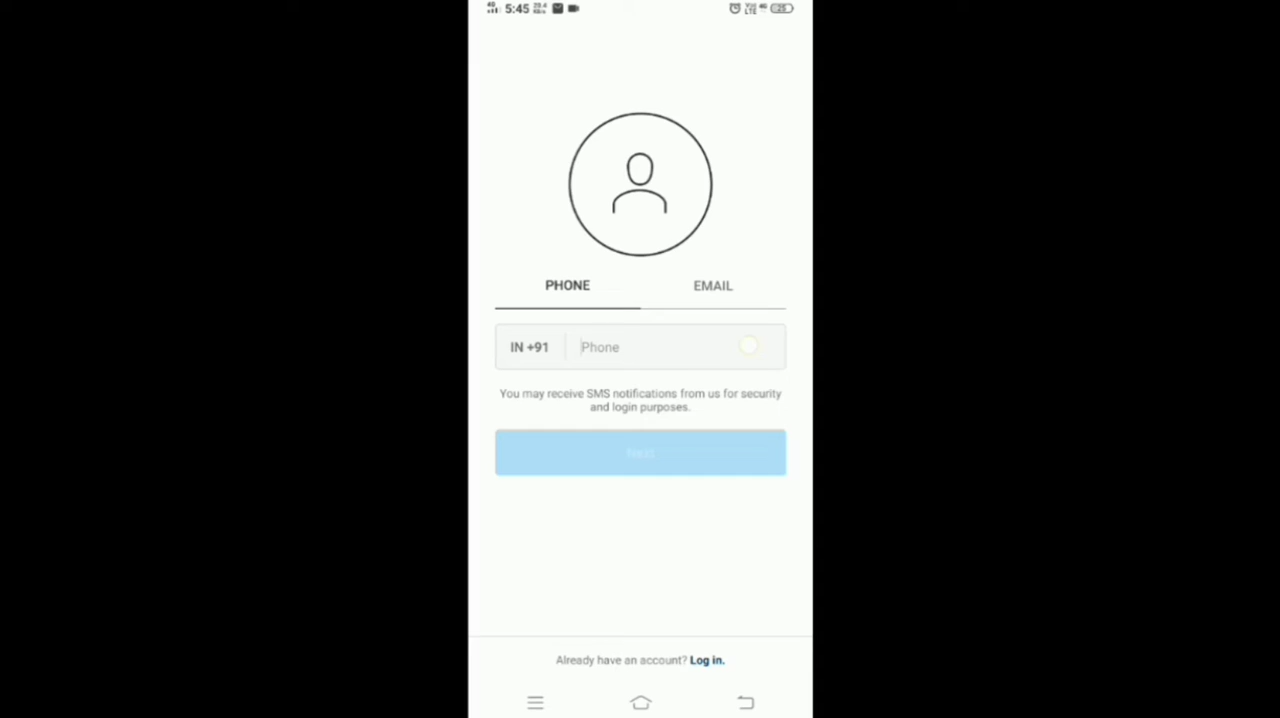 5:45
PHONE EMAIL
IN +91 Phone
You may receive SMS notifications from us for security
and login purposes.
Next
Already have an account? Log in.